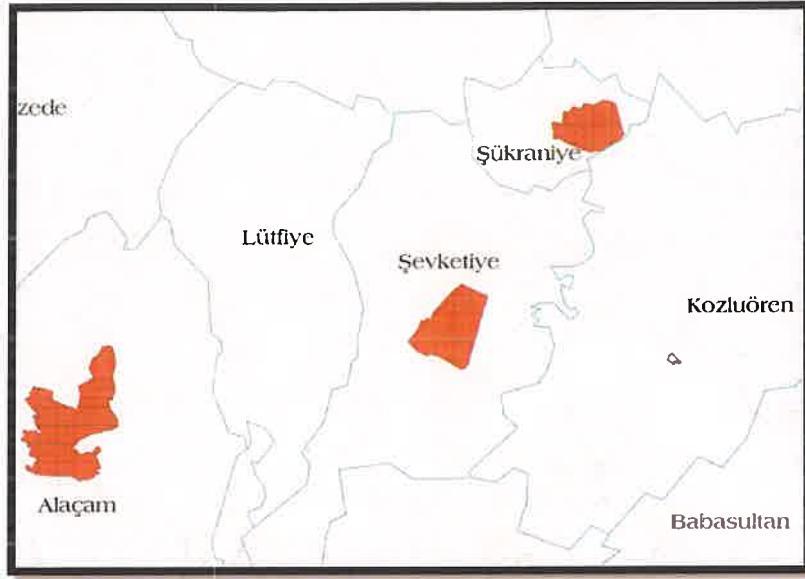 zede
Şükraniye
Lütfiye
Şevketiye
Kozluören
Alaçam
Babasultan